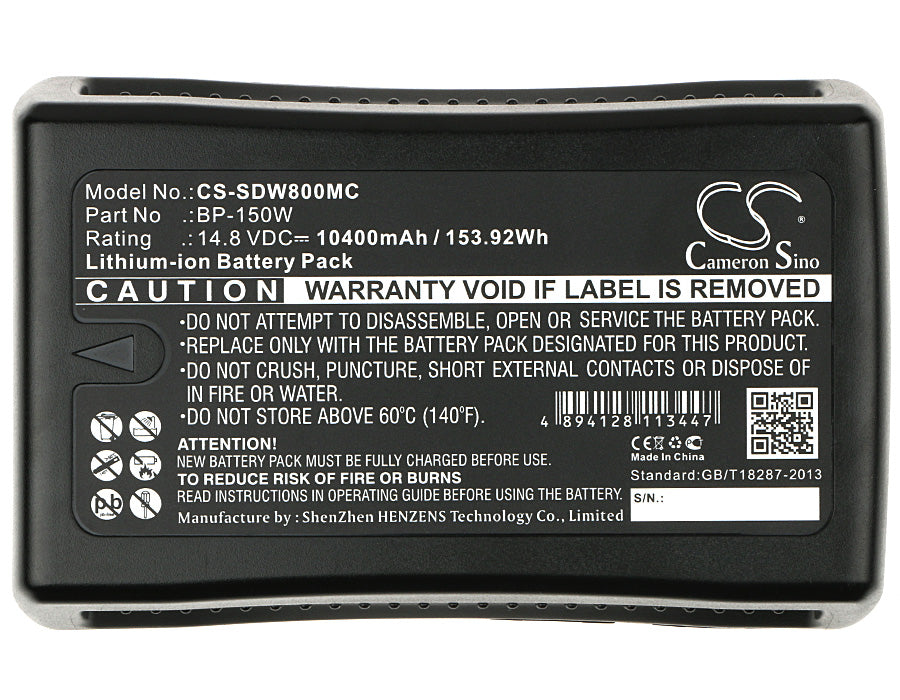 Model No.:CS-SDW800MC
Part No .:BP-150W
Rating .:14.8 VDC⎓ 10400mAh / 153.92Wh
Lithium-ion Battery Pack
CS
®
Cameron Sino
CAUTION WARRANTY VOID IF LABEL IS REMOVED
•DO NOT ATTEMPT TO DISASSEMBLE, OPEN OR SERVICE THE BATTERY PACK.
•REPLACE ONLY WITH THE BATTERY PACK DESIGNATED FOR THIS PRODUCT.
•DO NOT CRUSH, PUNCTURE, SHORT EXTERNAL CONTACTS OR DISPOSE OF
IN FIRE OR WATER.
•DO NOT STORE ABOVE 60°C (140°F).
4 894128 113447
CE
Made in China
Pb
ATTENTION!
NEW BATTERY PACK MUST BE FULLY CHARGED BEFORE USE.
TO REDUCE RISK OF FIRE OR BURNS
READ INSTRUCTIONS IN OPERATING GUIDE BEFORE USING THE BATTERY.
Manufacture by : ShenZhen HENZENS Technology Co., Limited
Standard:GB/T18287-2013
S/N.: